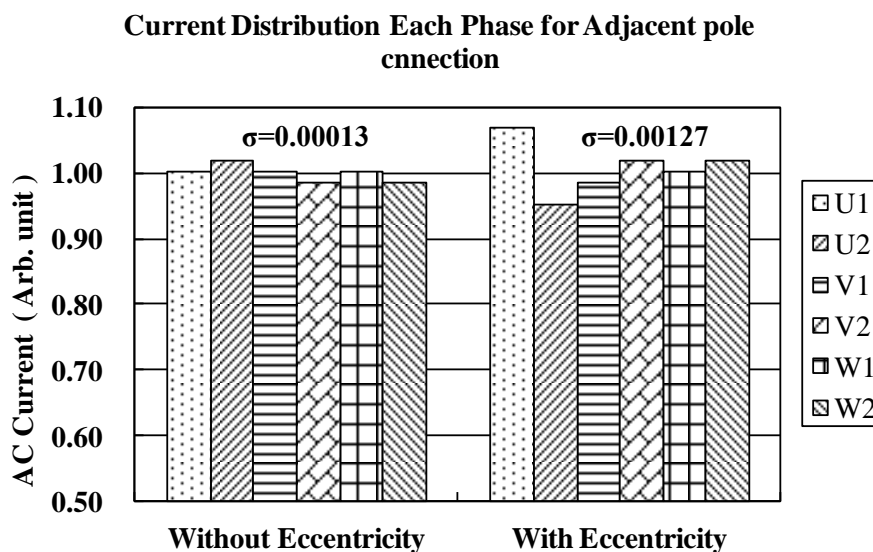 Current Distribution Each Phase for Adjacent pole
cnnection
AC Current ( Arb. unit )
1.10
1.00
0.90
0.80
0.70
0.60
0.50
σ=0.00013
σ=0.00127
Without Eccentricity
With Eccentricity
U1
U2
V1
V2
W1
W2